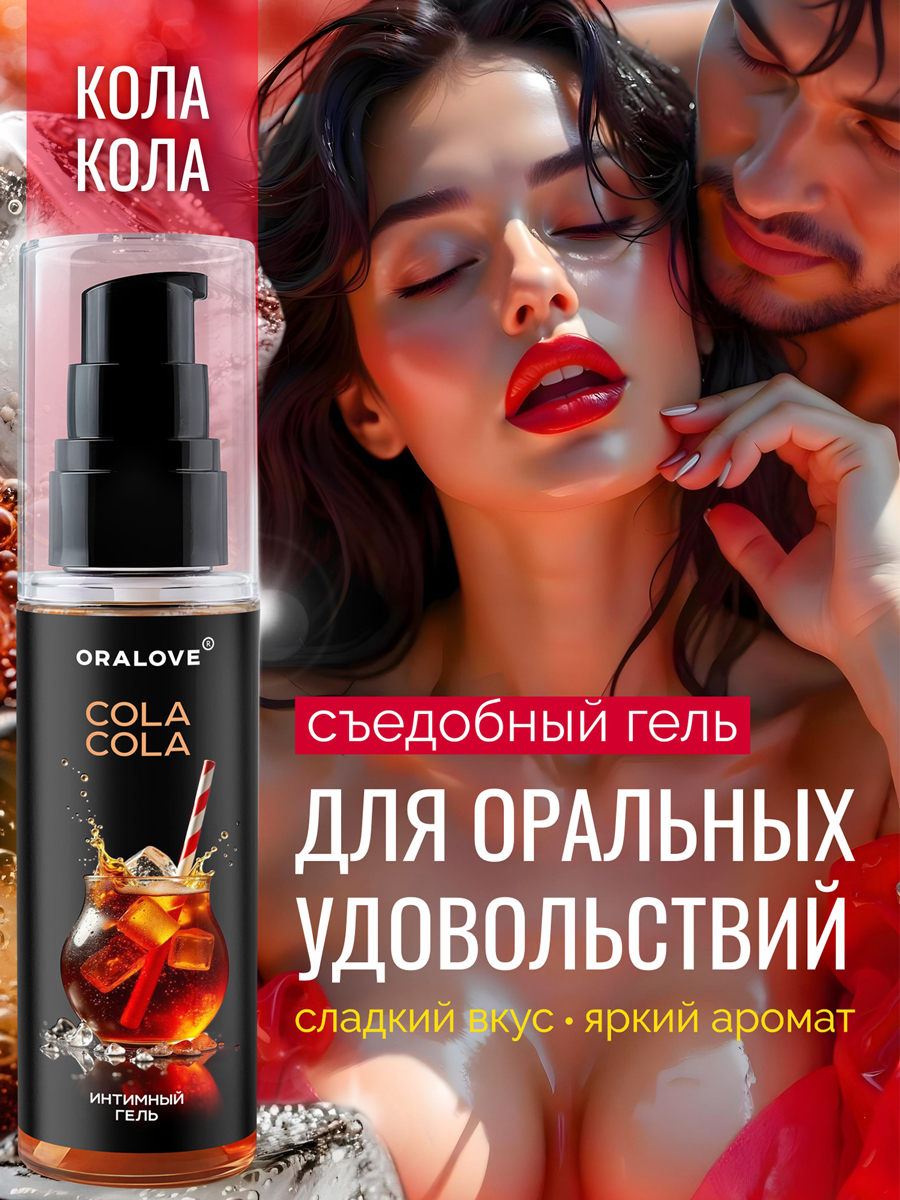 КОЛА
КОЛА
ORALOVE®
COLA
COLA
ИНТИМНЫЙ
ГЕЛЬ
съедобный гель
ДЛЯ ОРАЛЬНЫХ
УДОВОЛЬСТВИЙ
сладкий вкус • яркий аромат